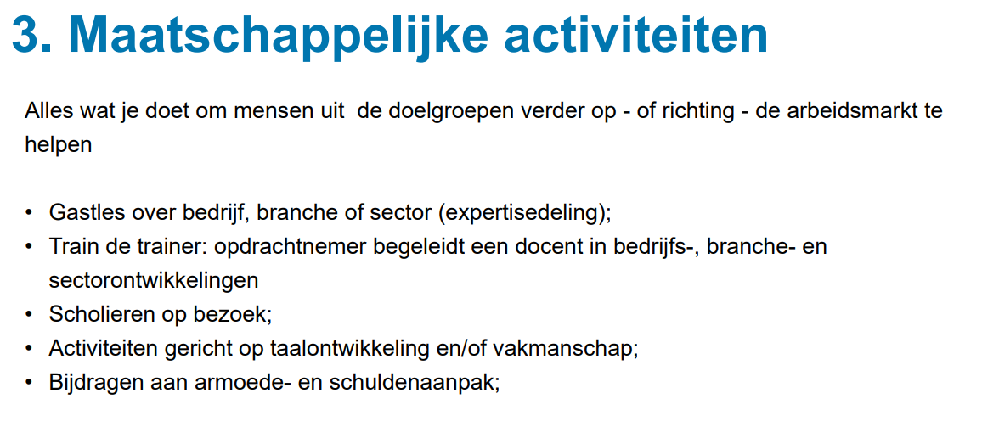 3. Maatschappelijke activiteiten
Alles wat je doet om mensen uit  de doelgroepen verder op - of richting - de arbeidsmarkt te
helpen
• Gastles over bedrijf, branche of sector (expertisedeling);
• Train de trainer: opdrachtnemer begeleidt een docent in bedrijfs-, branche- en
sectorontwikkelingen
• Scholieren op bezoek;
• Activiteiten gericht op taalontwikkeling en/of vakmanschap;
• Bijdragen aan armoede- en schuldenaanpak;